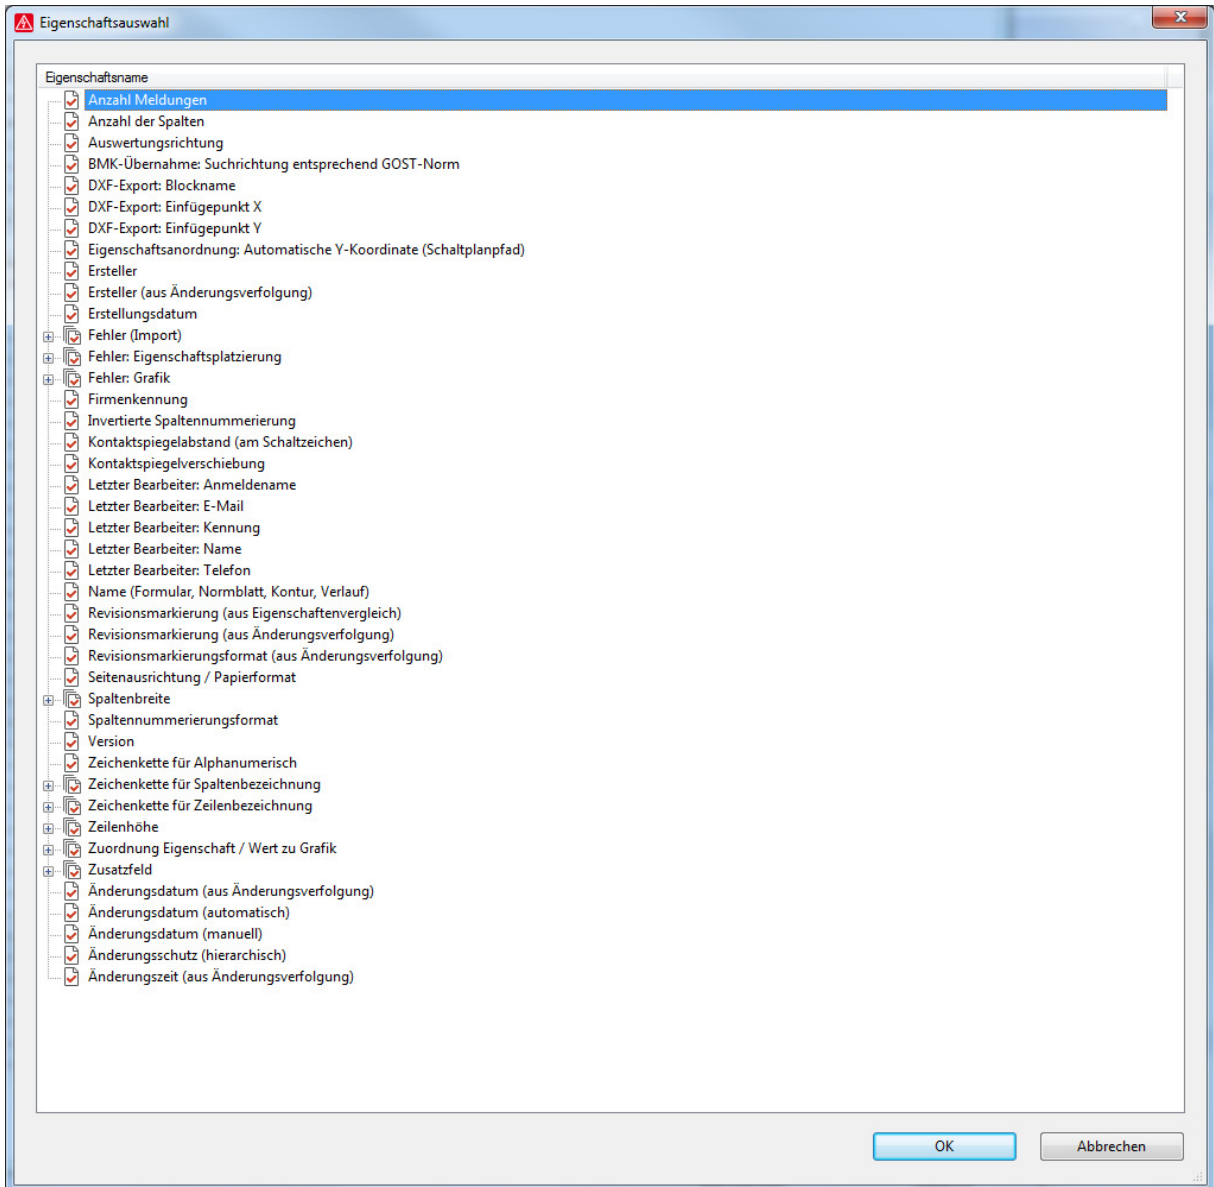 Eigenschaftsauswahl
Eigenschaftsname
Anzahl Meldungen
Anzahl der Spalten
Auswertungsrichtung
BMK-Übernahme: Suchrichtung entsprechend GOST-Norm
DXF-Export: Blockname
DXF-Export: Einfügepunkt X
DXF-Export: Einfügepunkt Y
Eigenschaftsanordnung: Automatische Y-Koordinate (Schaltplanpfad)
Ersteller
Ersteller (aus Änderungsverfolgung)
Erstellungsdatum
Fehler (Import)
Fehler: Eigenschaftsplatzierung
Fehler: Grafik
Firmenkennung
Invertierte Spaltennummerierung
Kontaktspiegelabstand (am Schaltzeichen)
Kontaktspiegelverschiebung
Letzter Bearbeiter: Anmeldename
Letzter Bearbeiter: E-Mail
Letzter Bearbeiter: Kennung
Letzter Bearbeiter: Name
Letzter Bearbeiter: Telefon
Name (Formular, Normblatt, Kontur, Verlauf)
Revisionsmarkierung (aus Eigenschaftenvergleich)
Revisionsmarkierung (aus Änderungsverfolgung)
Revisionsmarkierungsformat (aus Änderungsverfolgung)
Seitenausrichtung / Papierformat
Spaltenbreite
Spaltennummerierungsformat
Version
Zeichenkette für Alphanumerisch
Zeichenkette für Spaltenbezeichnung
Zeichenkette für Zeilenbezeichnung
Zeilenhöhe
Zuordnung Eigenschaft / Wert zu Grafik
Zusatzfeld
Änderungsdatum (aus Änderungsverfolgung)
Änderungsdatum (automatisch)
Änderungsdatum (manuell)
Änderungsschutz (hierarchisch)
Änderungszeit (aus Änderungsverfolgung)
OK Abbrechen